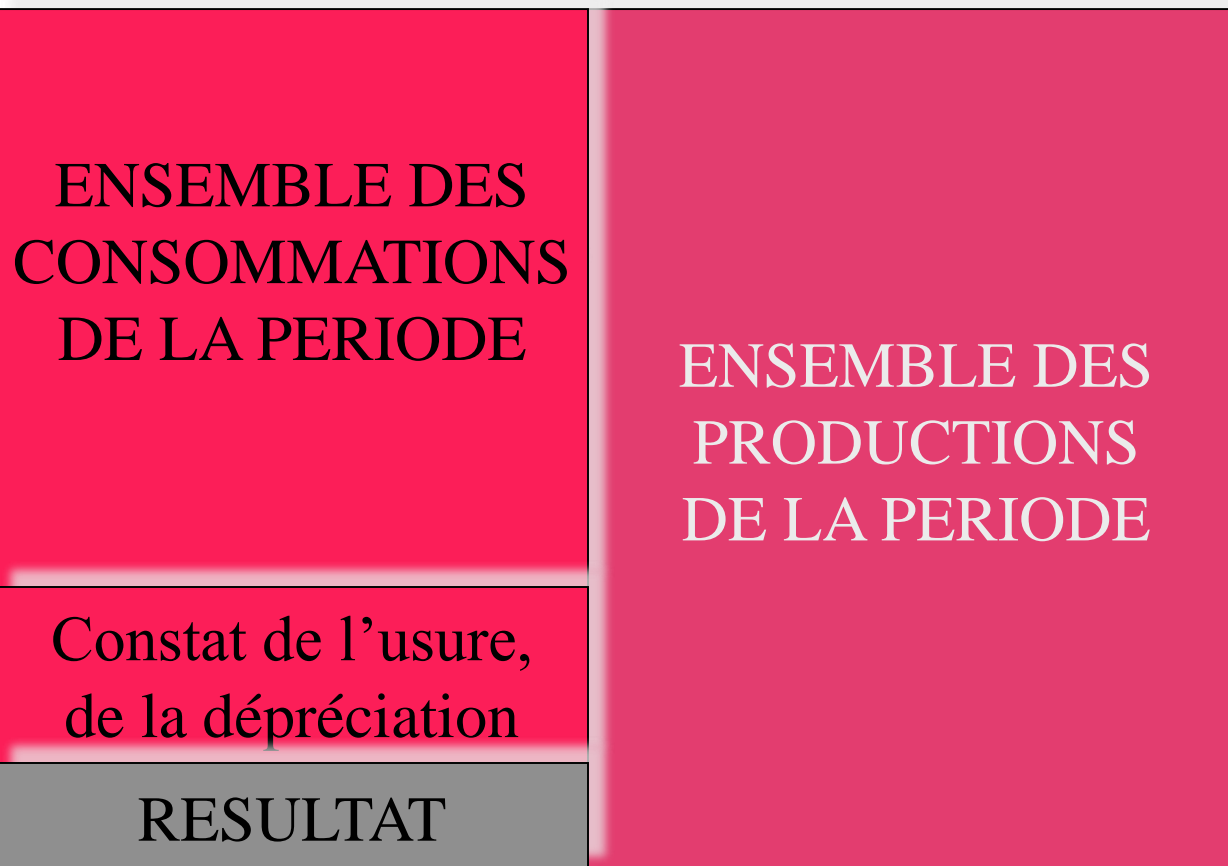 ENSEMBLE DES
CONSOMMATIONS
DE LA PERIODE
Constat de l’usure,
de la dépréciation
RESULTAT
ENSEMBLE DES
PRODUCTIONS
DE LA PERIODE